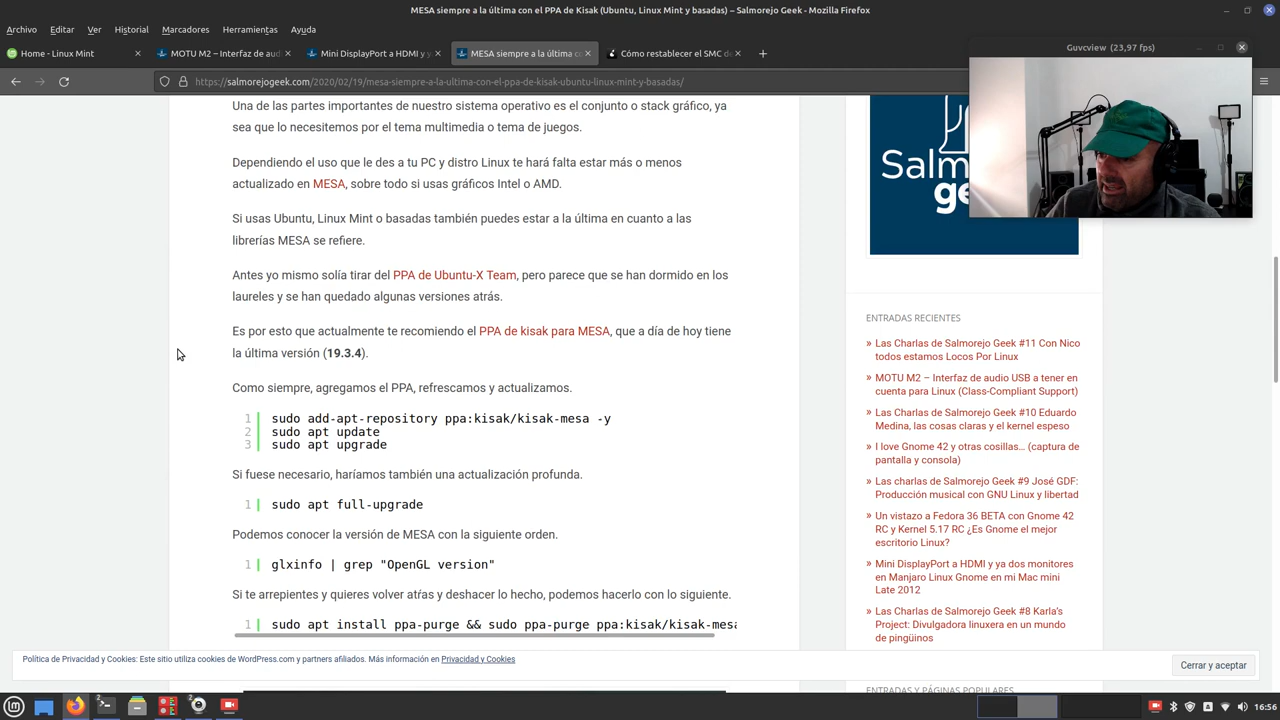 MESA siempre a la última con el PPA de Kisak (Ubuntu, Linux Mint y basadas) – Salmorejo Geek – Mozilla Firefox
Archivo Editar Ver Historial Marcadores Herramientas Ayuda
Home - Linux Mint
MOTU M2 – Interfaz de aud
Mini DisplayPort a HDMI y y
MESA siempre a la última co
Cómo restablecer el SMC de
https://salmorejogeek.com/2020/02/19/mesa-siempre-a-la-ultima-con-el-ppa-de-kisak-ubuntu-linux-mint-y-basadas/
Guvcview (23,97 fps)
Una de las partes importantes de nuestro sistema operativo es el conjunto o stack gráfico, ya
sea que lo necesitemos por el tema multimedia o tema de juegos.
Dependiendo el uso que le des a tu PC y distro Linux te hará falta estar más o menos
actualizado en MESA, sobre todo si usas gráficos Intel o AMD.
Si usas Ubuntu, Linux Mint o basadas también puedes estar a la última en cuanto a las
librerías MESA se refiere.
Antes yo mismo solía tirar del PPA de Ubuntu-X Team, pero parece que se han dormido en los
laureles y se han quedado algunas versiones atrás.
Es por esto que actualmente te recomiendo el PPA de kisak para MESA, que a día de hoy tiene
la última versión (19.3.4).
Como siempre, agregamos el PPA, refrescamos y actualizamos.
1 sudo add-apt-repository ppa:kisak/kisak-mesa -y
2 sudo apt update
3 sudo apt upgrade
Si fuese necesario, haríamos también una actualización profunda.
1 sudo apt full-upgrade
Podemos conocer la versión de MESA con la siguiente orden.
1 glxinfo | grep "OpenGL version"
Si te arrepientes y quieres volver atŕas y deshacer lo hecho, podemos hacerlo con lo siguiente.
1 sudo apt install ppa-purge && sudo ppa-purge ppa:kisak/kisak-mesa
Salmorejo
geek
ENTRADAS RECIENTES
» Las Charlas de Salmorejo Geek #11 Con Nico
todos estamos Locos Por Linux
» MOTU M2 – Interfaz de audio USB a tener en
cuenta para Linux (Class-Compliant Support)
» Las Charlas de Salmorejo Geek #10 Eduardo
Medina, las cosas claras y el kernel espeso
» I love Gnome 42 y otras cosillas... (captura de
pantalla y consola)
» Las charlas de Salmorejo Geek #9 José GDF:
Producción musical con GNU Linux y libertad
» Un vistazo a Fedora 36 BETA con Gnome 42
RC y Kernel 5.17 RC ¿Es Gnome el mejor
escritorio Linux?
» Mini DisplayPort a HDMI y ya dos monitores
en Manjaro Linux Gnome en mi Mac mini
Late 2012
» Las Charlas de Salmorejo Geek #8 Karla's
Project: Divulgadora linuxera en un mundo
de pingüinos
ENTRADAS Y PÁGINAS POPULARES
Política de Privacidad y Cookies: Este sitio utiliza cookies de WordPress.com y partners afiliados. Más información en Privacidad y Cookies
Cerrar y aceptar
2
2
16:56